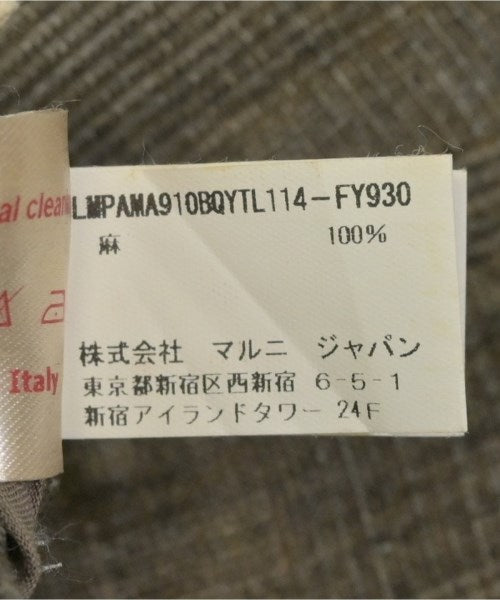 al clean
Italy
LMPAMA910BQYTL114-FY930
麻 100%
株式会社 マルニ ジャパン
東京都新宿区西新宿 6-5-1
新宿アイランドタワー 24F